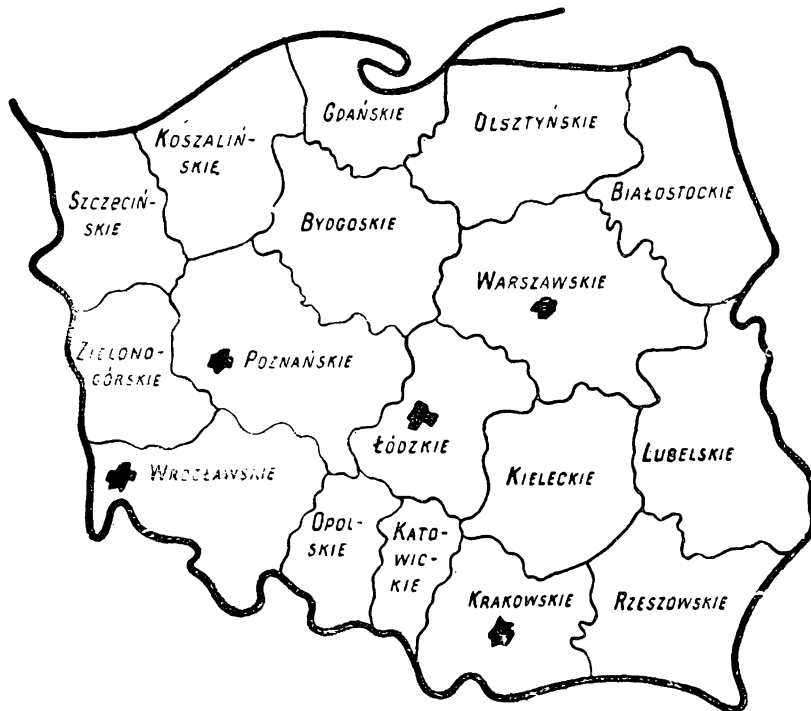 GDAŃSKIE
OLSZTYŃSKIE
KOSZALIŃ-
SKIE
BIAŁOSTOCKIE
SZCZECIŃ-
SKIE
BYDGOSKIE
WARSZAWSKIE
ZIELONO-
GÓRSKIE
POZNAŃSKIE
ŁÓDZKIE
LUBELSKIE
WROCŁAWSKIE
KIELECKIE
OPOL-
SKIE
KATO-
WIC-
KIE
KRAKOWSKIE
RZESZOWSKIE